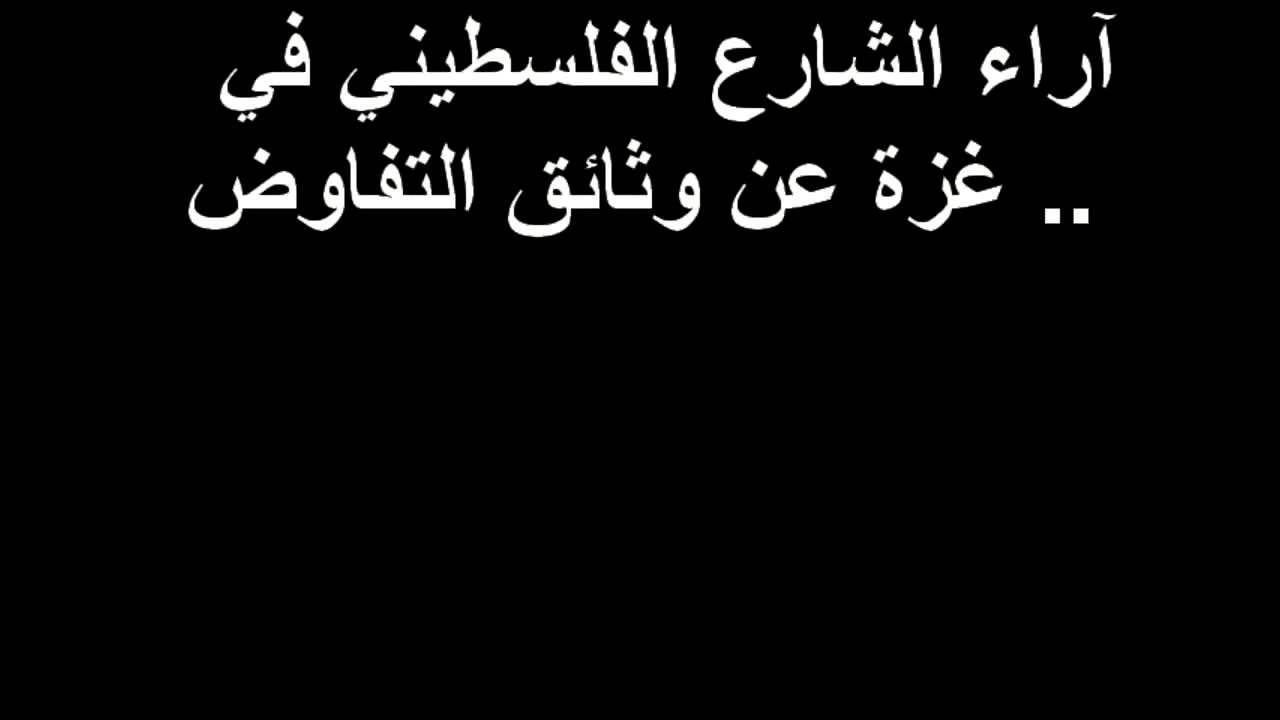 آراء الشارع الفلسطيني في
.. غزة عن وثائق التفاوض